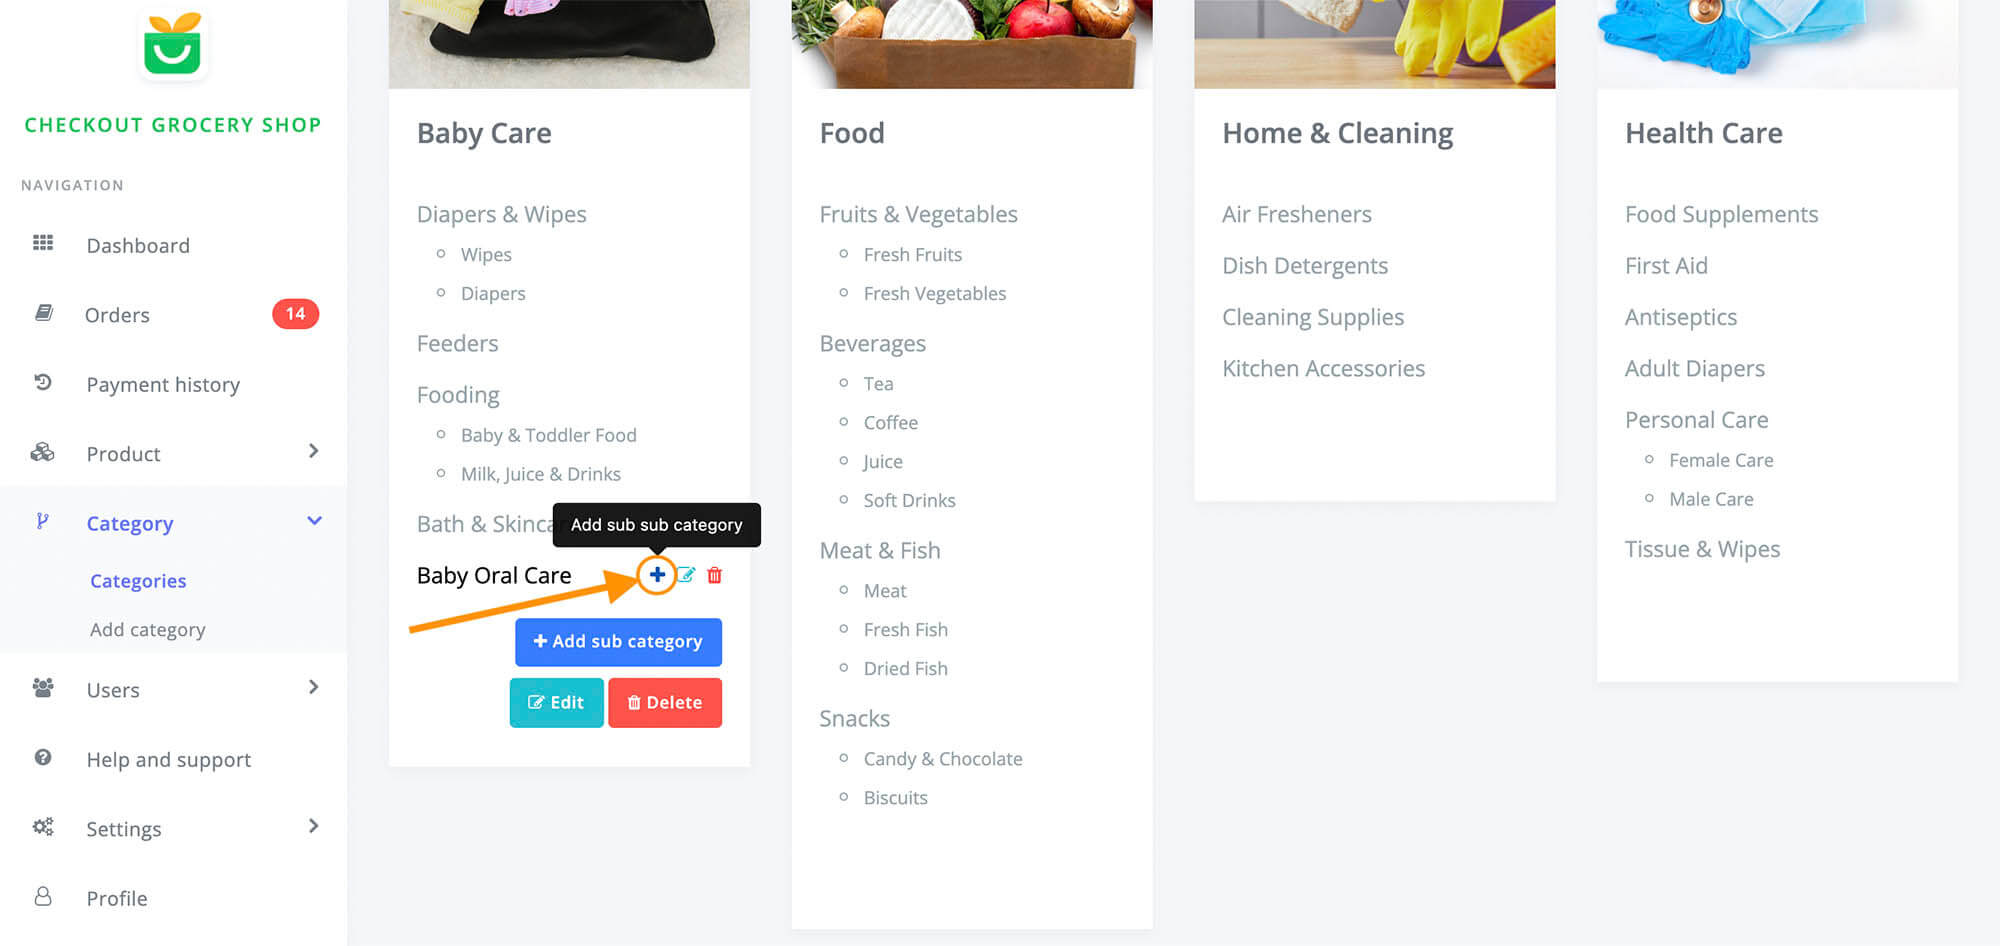 CHECKOUT GROCERY SHOP
NAVIGATION
Dashboard
Orders
14
Payment history
Product
Category
Categories
Add category
Users
Help and support
Settings
Profile
Baby Care
Diapers & Wipes
Wipes
Diapers
Feeders
Fooding
Baby & Toddler Food
Milk, Juice & Drinks
Bath & Skinca
Add sub sub category
Baby Oral Care
Add sub category
Edit
Delete
Food
Fruits & Vegetables
Fresh Fruits
Fresh Vegetables
Beverages
Tea
Coffee
Juice
Soft Drinks
Meat & Fish
Meat
Fresh Fish
Dried Fish
Snacks
Candy & Chocolate
Biscuits
Home & Cleaning
Air Fresheners
Dish Detergents
Cleaning Supplies
Kitchen Accessories
Health Care
Food Supplements
First Aid
Antiseptics
Adult Diapers
Personal Care
Female Care
Male Care
Tissue & Wipes